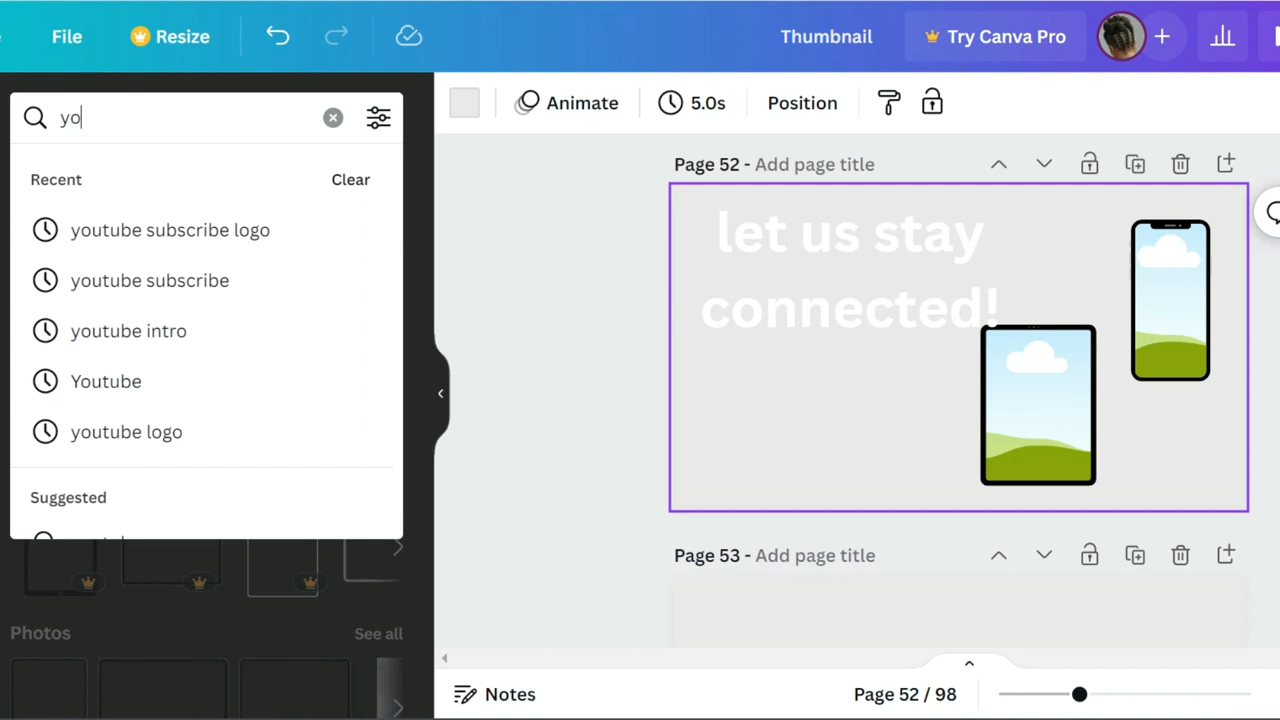 File Resize Thumbnail Try Canva Pro
yo
Animate 5.0s Position
Recent Clear
youtube subscribe logo
youtube subscribe
youtube intro
Youtube
youtube logo
Suggested
Photos See all
Page 52 - Add page title
let us stay
connected!
Page 53 - Add page title
Notes Page 52 / 98